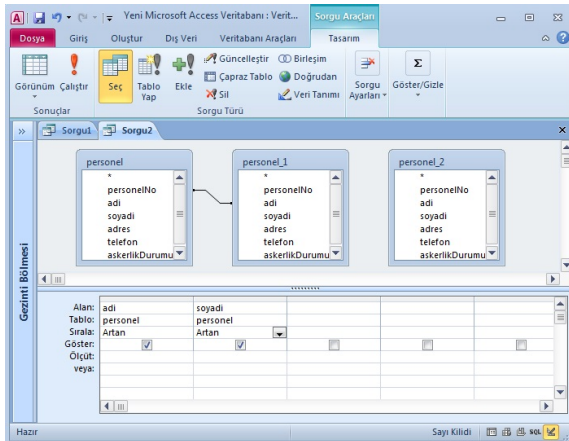 Yeni Microsoft Access Veritabanı : Verit...
Sorgu Araçları
Dosya Giriş Oluştur Dış Veri Veritabanı Araçları Tasarım
Görünüm Çalıştır Seç Tablo Yap Ekle
Güncelleştir Birleşim
Çapraz Tablo Doğrudan
Sil Veri Tanımı
Sorgu Ayarları Göster/Gizle
Sonuçlar Sorgu Türü
Sorgu1 Sorgu2
Gezinti Bölmesi
personel
*
personelNo
adi
soyadi
adres
telefon
askerlikDurumu
personel_1
*
personelNo
adi
soyadi
adres
telefon
askerlikDurumu
personel_2
*
personelNo
adi
soyadi
adres
telefon
askerlikDurumu
Alan: adi soyadi
Tablo: personel personel
Sırala: Artan Artan
Göster:
Ölçüt:
veya:
Hazır Sayı Kilidi SQL